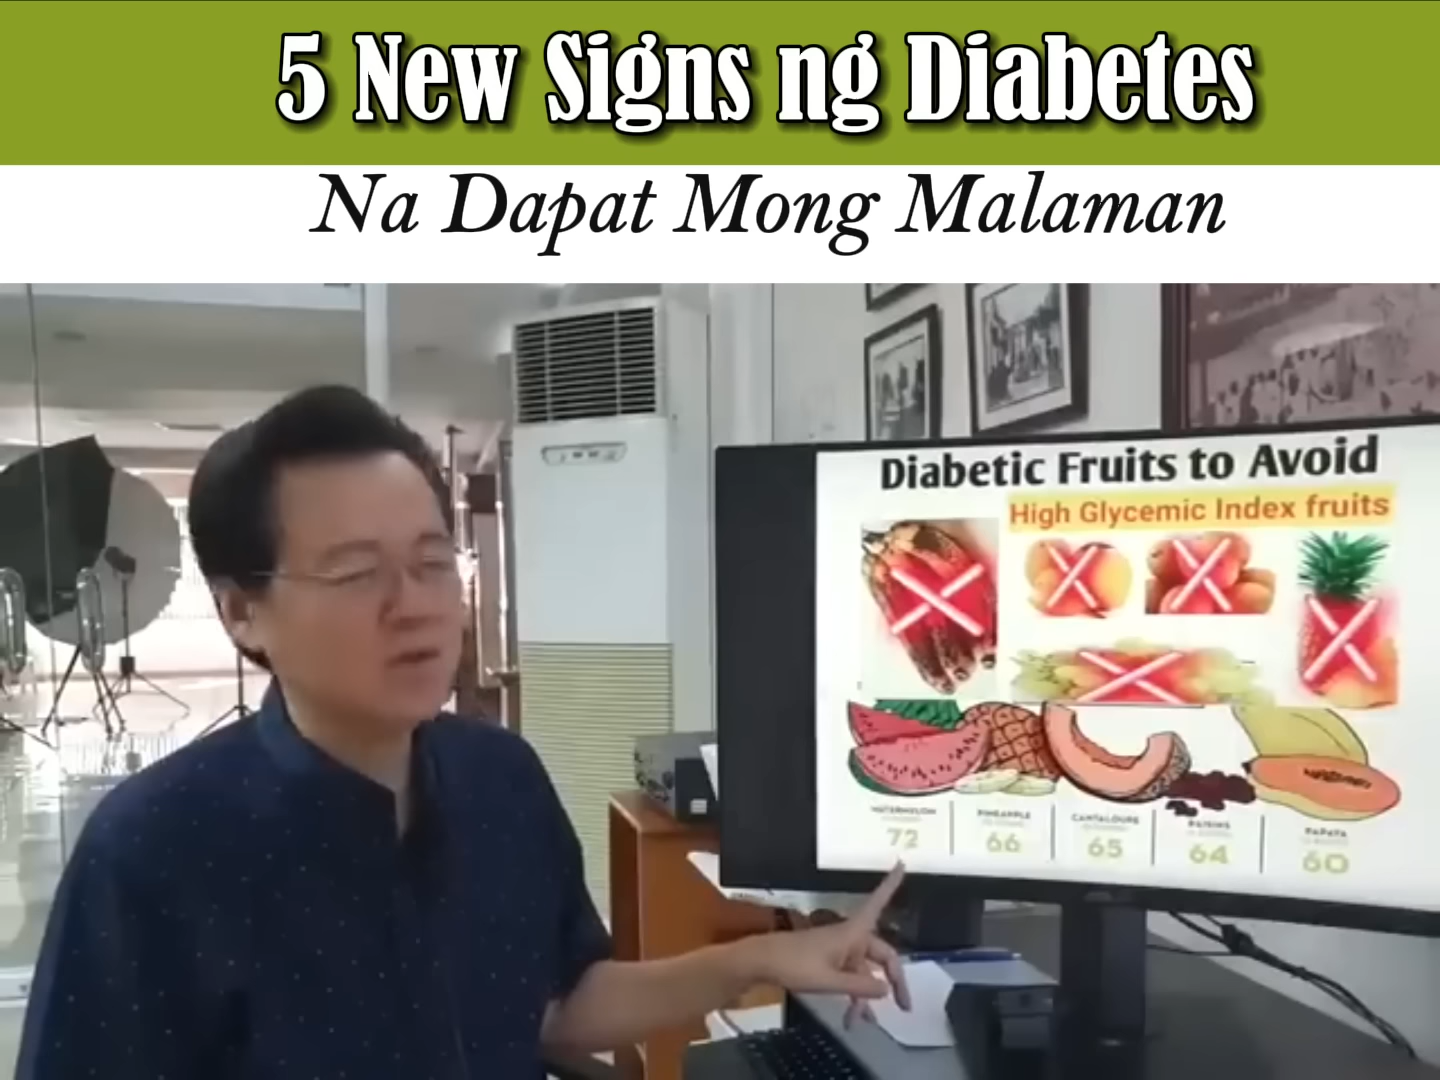 5 New Signs ng Diabetes
Na Dapat Mong Malaman
Diabetic Fruits to Avoid
High Glycemic Index fruits
WATERMELON
PINEAPPLE
CANTALOUPE
RAISINS
PAPAYA
72
66
65
64
60